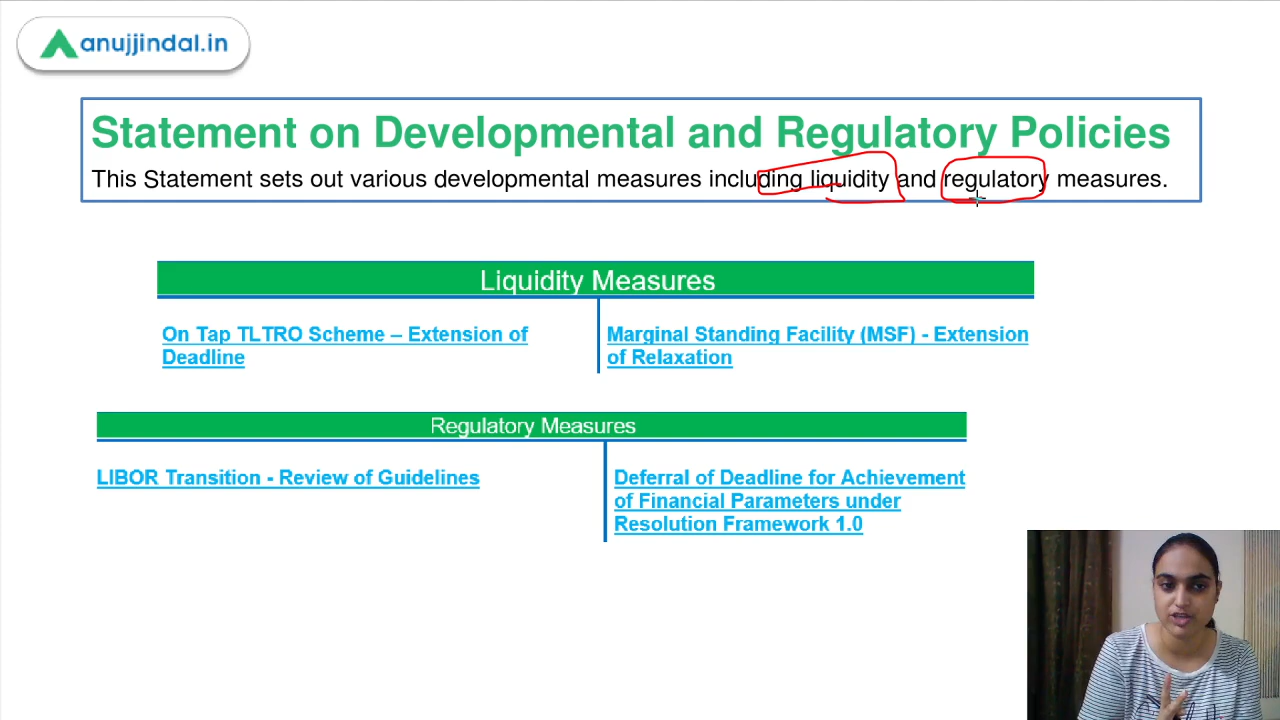 anujjindal.in
Statement on Developmental and Regulatory Policies
This Statement sets out various developmental measures including liquidity and regulatory measures.
Liquidity Measures
On Tap TLTRO Scheme – Extension of
Deadline
Marginal Standing Facility (MSF) - Extension
of Relaxation
Regulatory Measures
LIBOR Transition - Review of Guidelines
Deferral of Deadline for Achievement
of Financial Parameters under
Resolution Framework 1.0